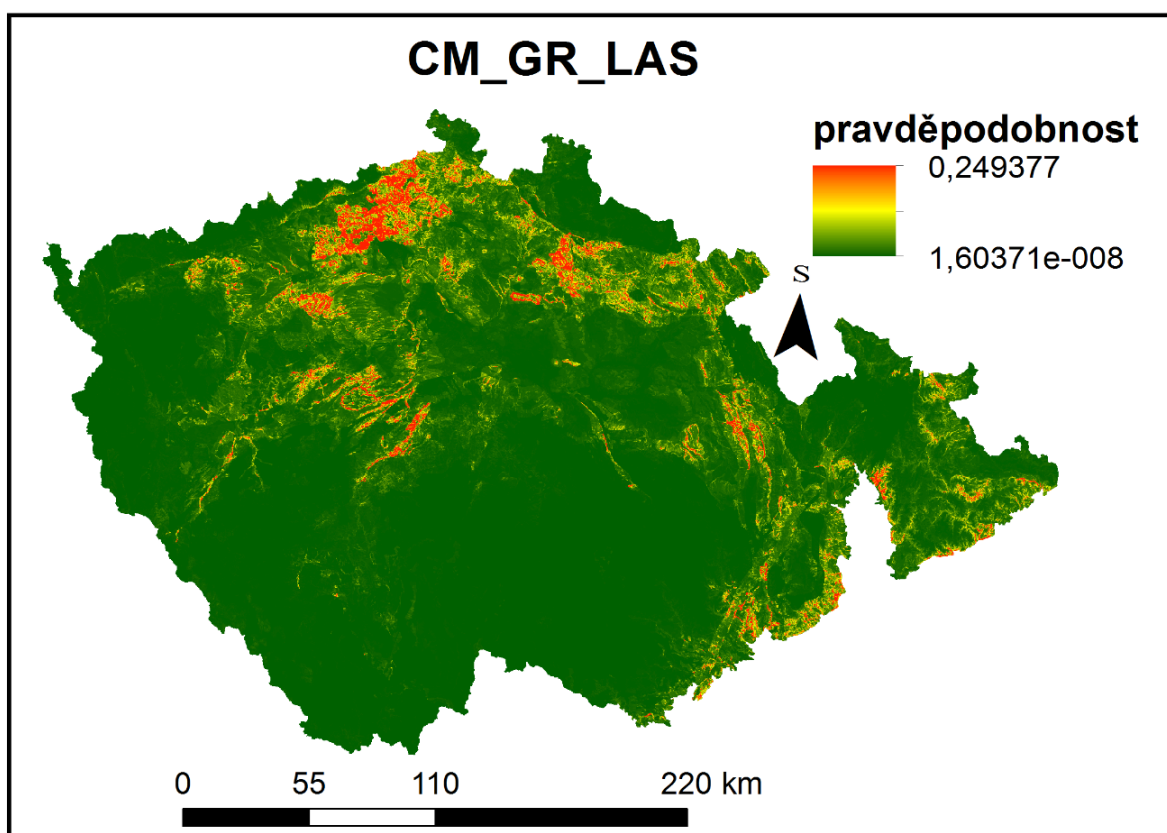 CM_GR_LAS
pravděpodobnost
0,249377
1,60371e-008
S
0 55 110 220 km